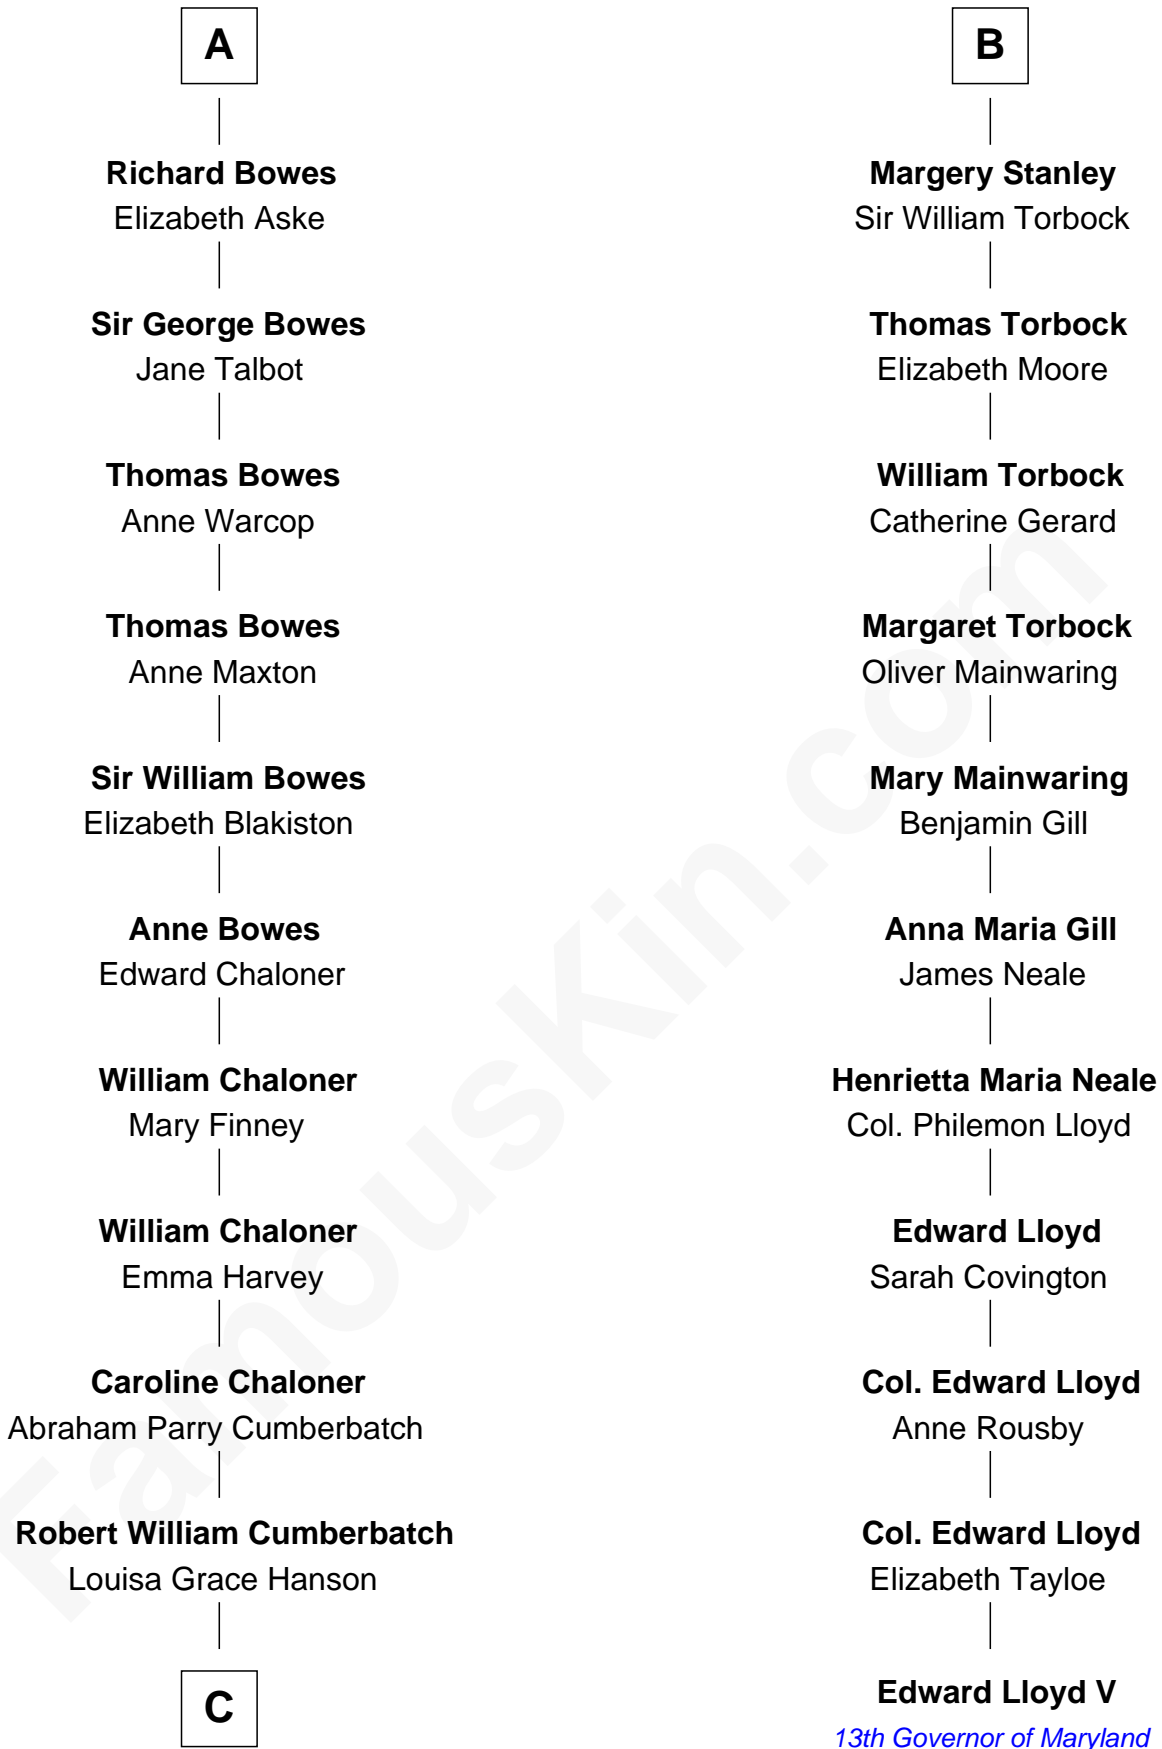 A
Richard Bowes
Elizabeth Aske
Sir George Bowes
Jane Talbot
Thomas Bowes
Anne Warcop
Thomas Bowes
Anne Maxton
Sir William Bowes
Elizabeth Blakiston
Anne Bowes
Edward Chaloner
William Chaloner
Mary Finney
William Chaloner
Emma Harvey
Caroline Chaloner
Abraham Parry Cumberbatch
Robert William Cumberbatch
Louisa Grace Hanson
C
B
Margery Stanley
Sir William Torbock
Thomas Torbock
Elizabeth Moore
William Torbock
Catherine Gerard
Margaret Torbock
Oliver Mainwaring
Mary Mainwaring
Benjamin Gill
Anna Maria Gill
James Neale
Henrietta Maria Neale
Col. Philemon Lloyd
Edward Lloyd
Sarah Covington
Col. Edward Lloyd
Anne Rousby
Col. Edward Lloyd
Elizabeth Tayloe
Edward Lloyd V
13th Governor of Maryland
FamousKin.com